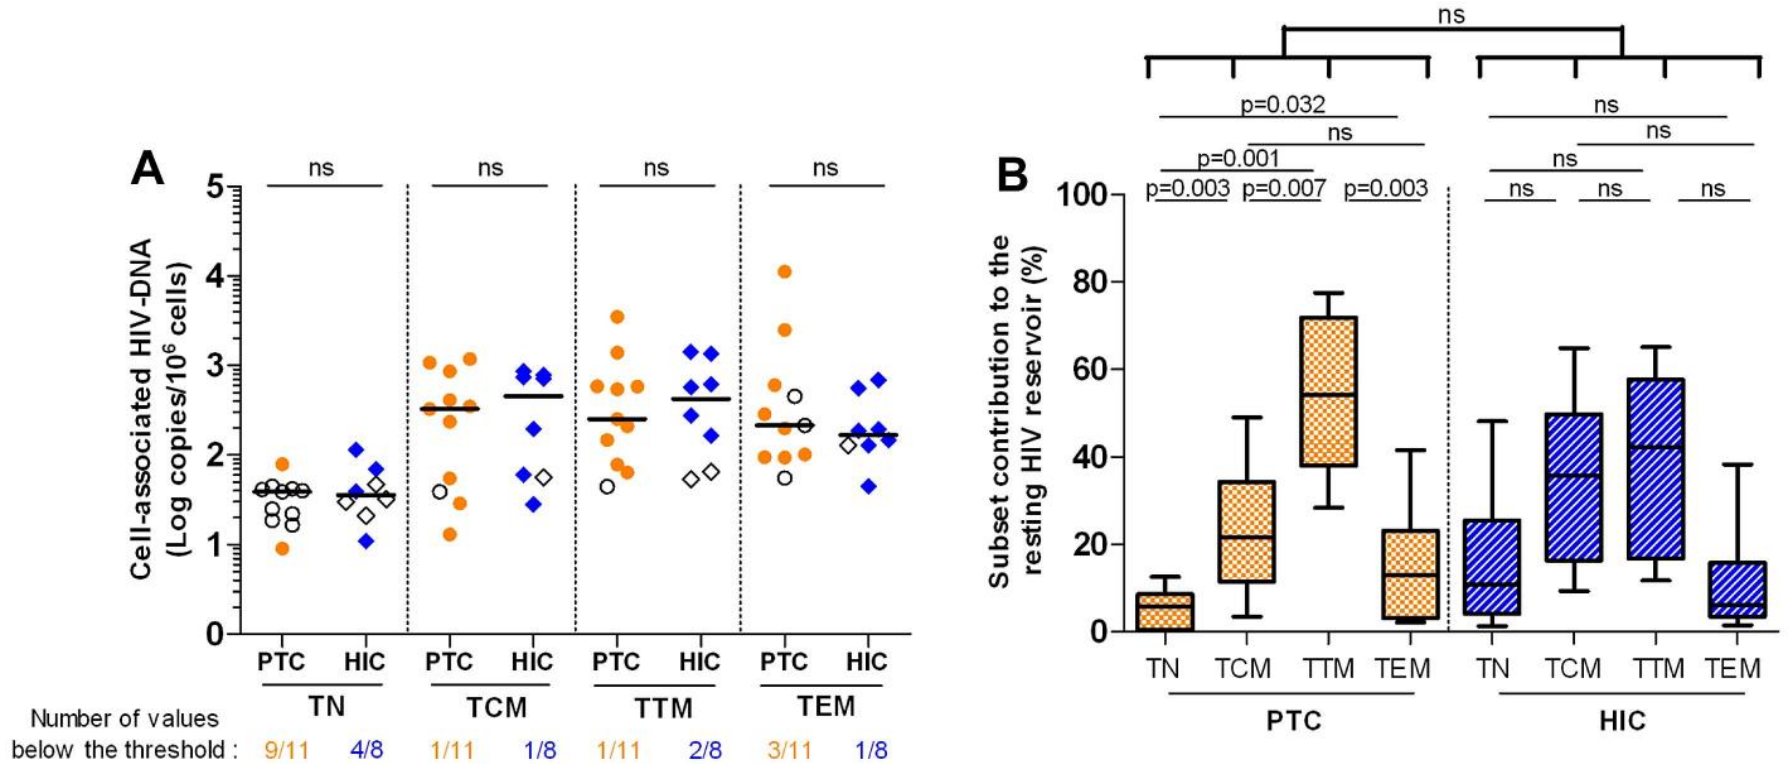 A
ns
ns
ns
ns
5
4
3
2
1
0
Cell-associated HIV-DNA
(Log copies/10⁶ cells)
PTC HIC PTC HIC PTC HIC PTC HIC
TN TCM TTM TEM
Number of values
below the threshold : 9/11 4/8 1/11 1/8 1/11 2/8 3/11 1/8
B
ns
p=0.032 ns
ns ns
p=0.001 ns
p=0.003 p=0.007 p=0.003 ns ns ns
100
80
60
40
20
0
Subset contribution to the
resting HIV reservoir (%)
TN TCM TTM TEM TN TCM TTM TEM
PTC HIC